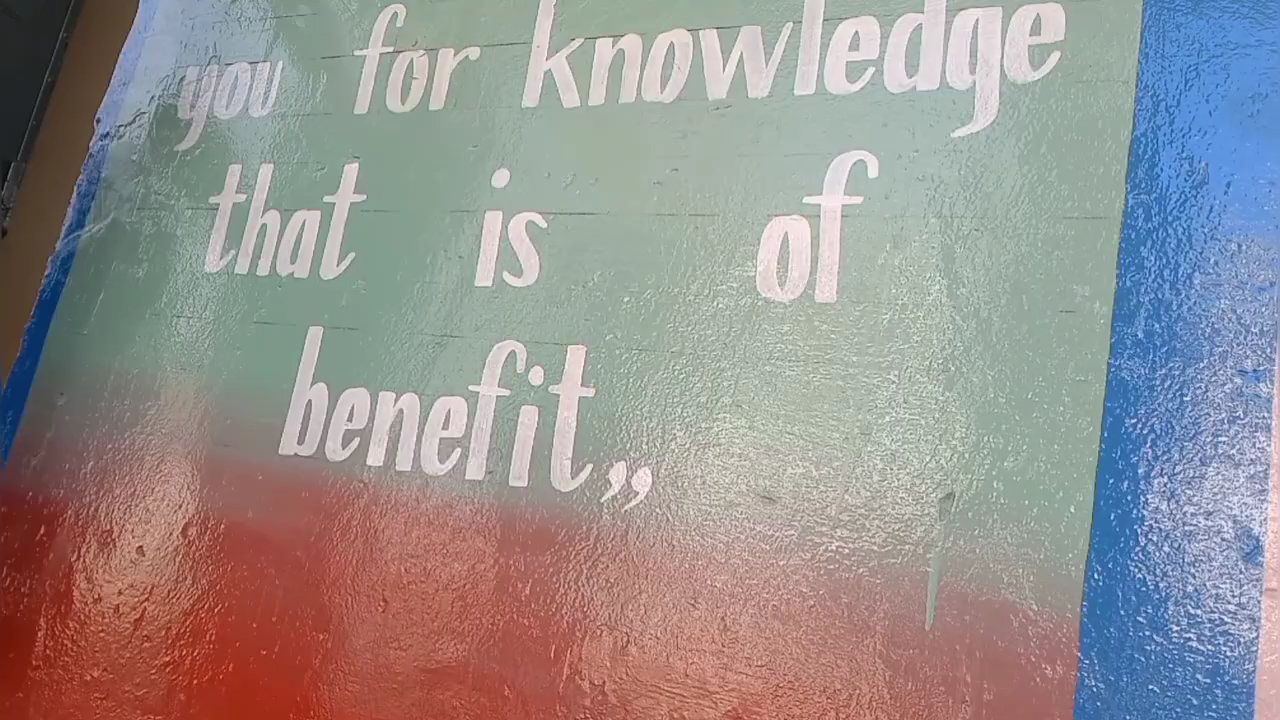 you for knowledge
that is of
benefit„